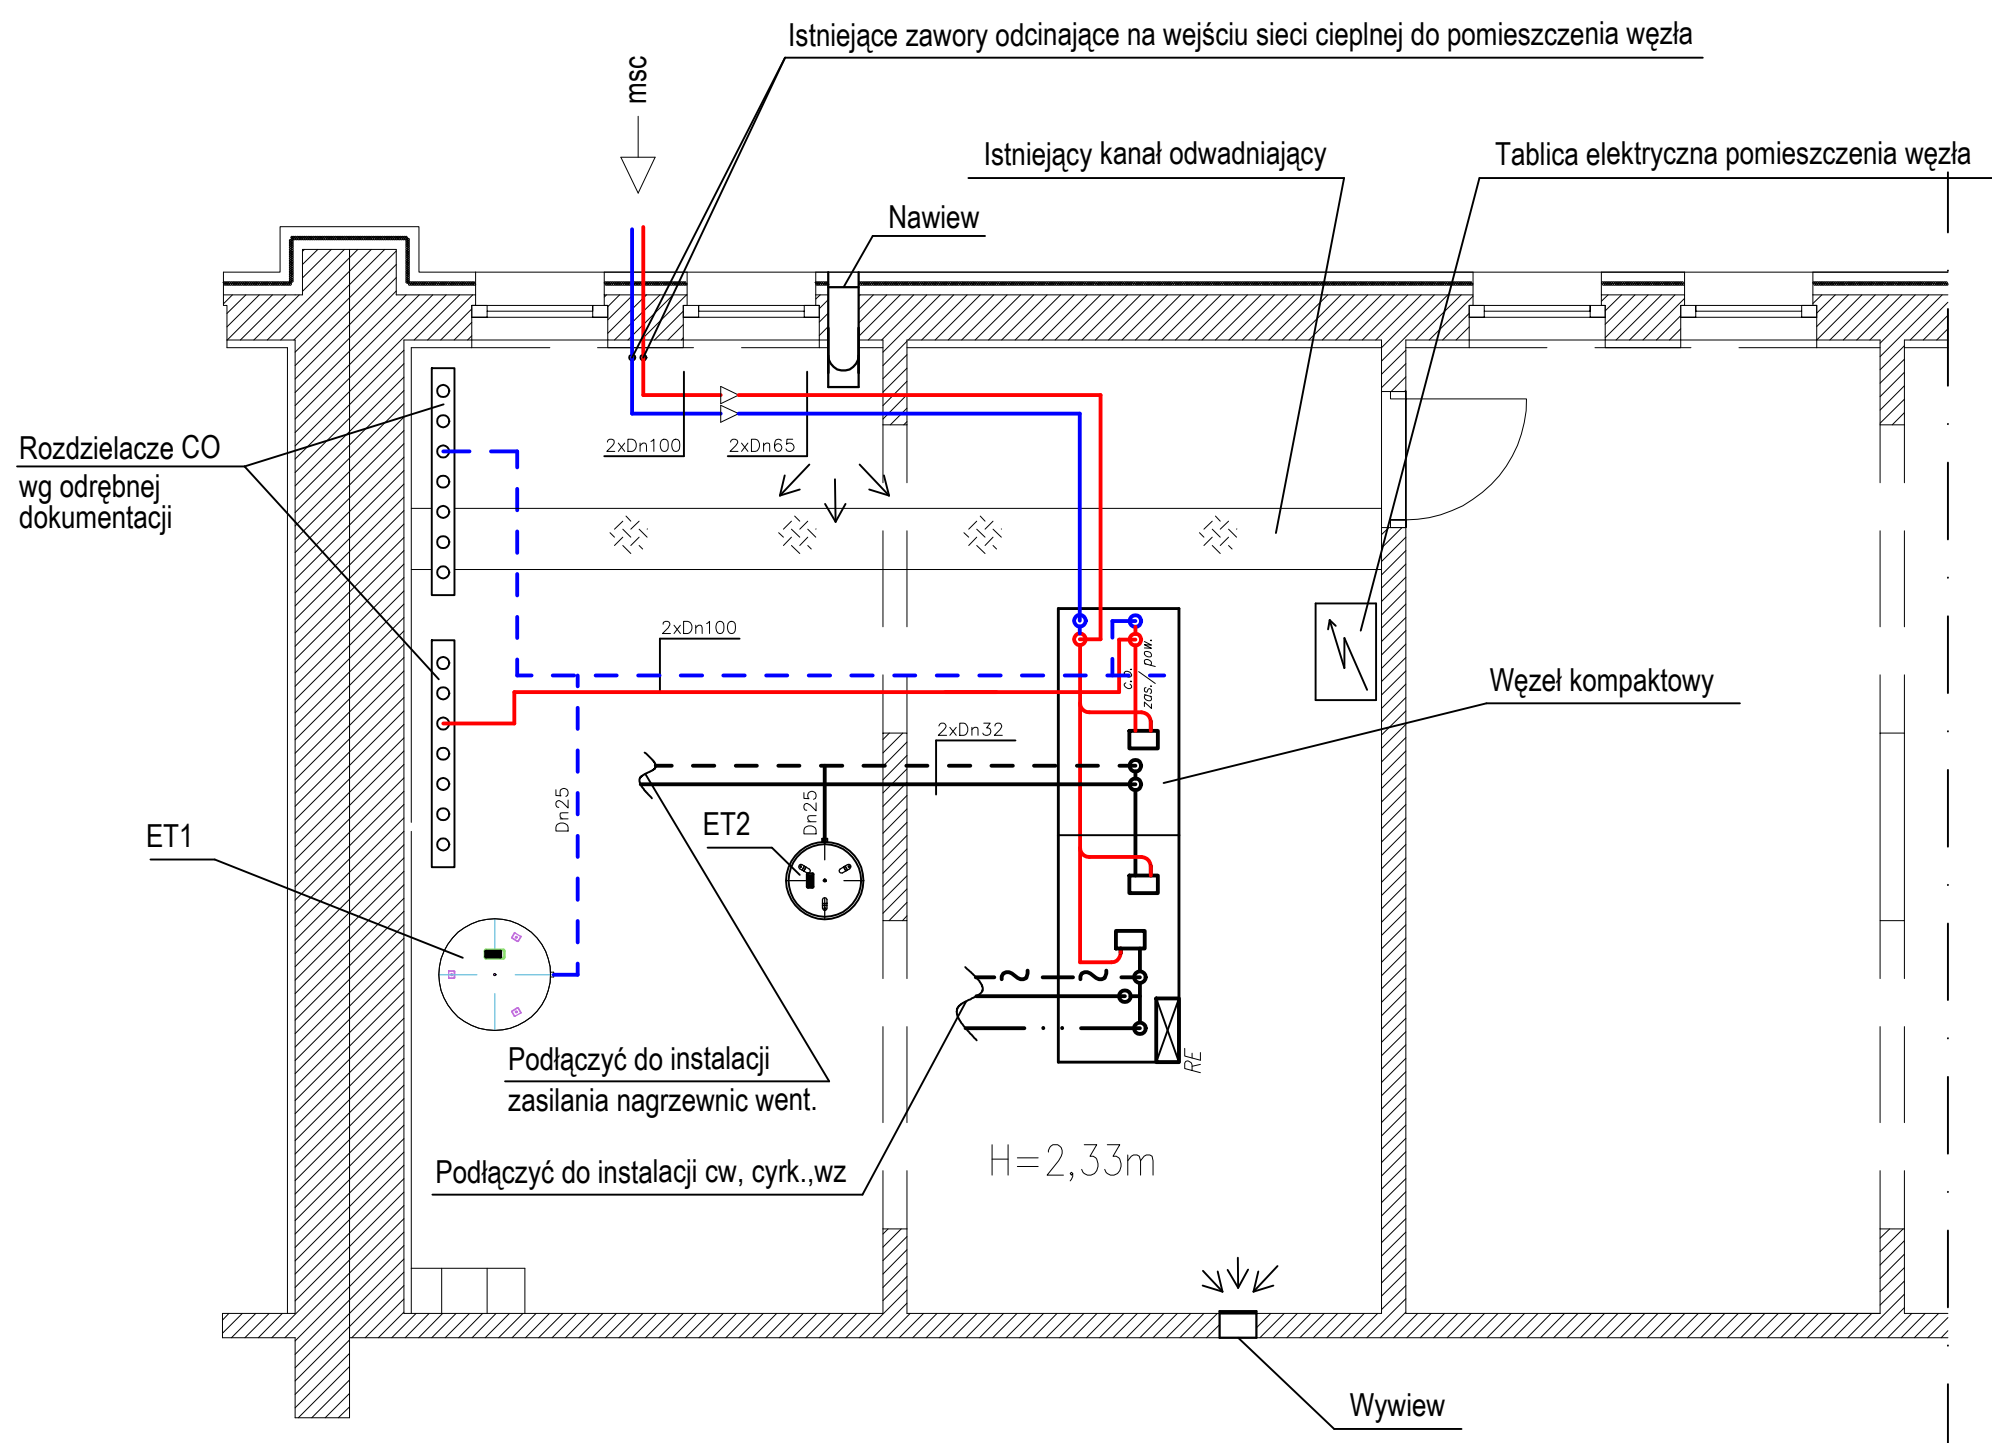 Istniejące zawory odcinające na wejściu sieci cieplnej do pomieszczenia węzła
msc
Istniejący kanał odwadniający
Tablica elektryczna pomieszczenia węzła
Nawiew
Rozdzielacze CO
wg odrębnej
dokumentacji
2xDn100
2xDn65
2xDn100
c.o.
zas./ pow.
Węzeł kompaktowy
2xDn32
Dn25
Dn25
ET2
ET1
Podłączyć do instalacji
zasilania nagrzewnic went.
RE
Podłączyć do instalacji cw, cyrk.,wz
H=2,33m
Wywiew